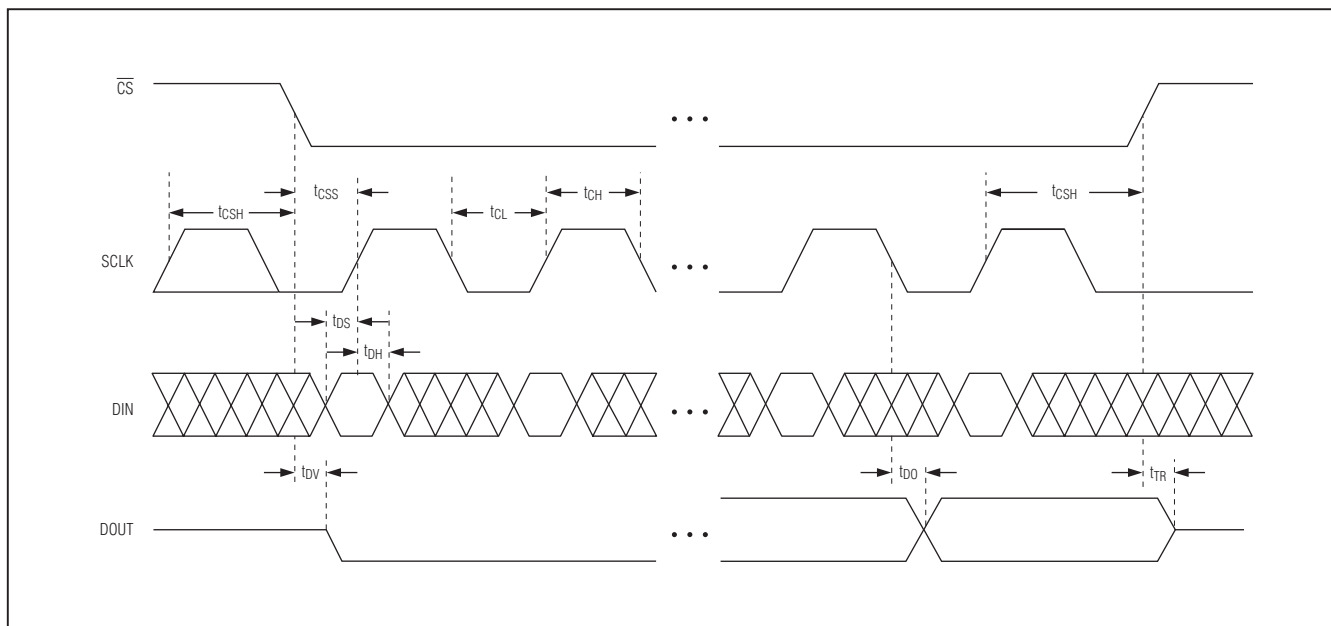 CS
• • •
tCSS
tCH
tCSH
tCSH
tCL
SCLK
• • •
tDS
tDH
DIN
• • •
tDV
tDO
tTR
DOUT
• • •